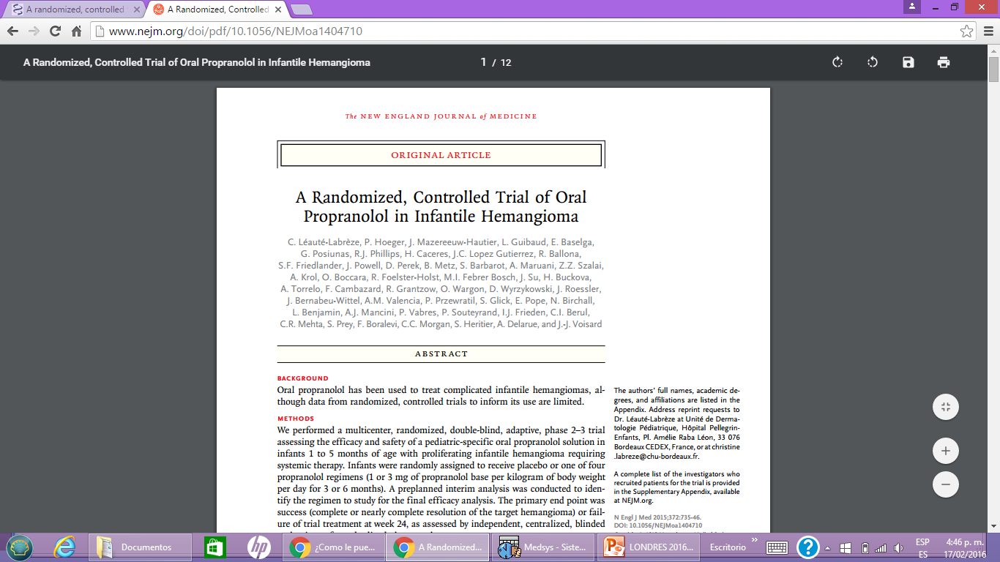 A randomized, controlled
A Randomized, Controlled
www.nejm.org/doi/pdf/10.1056/NEJMoa1404710
A Randomized, Controlled Trial of Oral Propranolol in Infantile Hemangioma
1 / 12
The NEW ENGLAND JOURNAL of MEDICINE
ORIGINAL ARTICLE
A Randomized, Controlled Trial of Oral
Propranolol in Infantile Hemangioma
C. Léauté-Labrèze, P. Hoeger, J. Mazereeuw-Hautier, L. Guibaud, E. Baselga,
G. Posiunas, R.J. Phillips, H. Caceres, J.C. Lopez Gutierrez, R. Ballona,
S.F. Friedlander, J. Powell, D. Perek, B. Metz, S. Barbarot, A. Maruani, Z.Z. Szalai,
A. Krol, O. Boccara, R. Foelster-Holst, M.I. Febrer Bosch, J. Su, H. Buckova,
A. Torrelo, F. Cambazard, R. Grantzow, O. Wargon, D. Wyrzykowski, J. Roessler,
J. Bernabeu-Wittel, A.M. Valencia, P. Przewratil, S. Glick, E. Pope, N. Birchall,
L. Benjamin, A.J. Mancini, P. Vabres, P. Souteyrand, I.J. Frieden, C.I. Berul,
C.R. Mehta, S. Prey, F. Boralevi, C.C. Morgan, S. Heritier, A. Delarue, and J.-J. Voisard
ABSTRACT
BACKGROUND
Oral propranolol has been used to treat complicated infantile hemangiomas, al-
though data from randomized, controlled trials to inform its use are limited.
METHODS
We performed a multicenter, randomized, double-blind, adaptive, phase 2–3 trial
assessing the efficacy and safety of a pediatric-specific oral propranolol solution in
infants 1 to 5 months of age with proliferating infantile hemangioma requiring
systemic therapy. Infants were randomly assigned to receive placebo or one of four
propranolol regimens (1 or 3 mg of propranolol base per kilogram of body weight
per day for 3 or 6 months). A preplanned interim analysis was conducted to iden-
tify the regimen to study for the final efficacy analysis. The primary end point was
success (complete or nearly complete resolution of the target hemangioma) or fail-
ure of trial treatment at week 24, as assessed by independent, centralized, blinded
The authors' full names, academic de-
grees, and affiliations are listed in the
Appendix. Address reprint requests to
Dr. Léauté-Labrèze at Unité de Derma-
tologie Pédiatrique, Hôpital Pellegrin-
Enfants, Pl. Amélie Raba Léon, 33 076
Bordeaux CEDEX, France, or at christine
.labreze@chu-bordeaux.fr.
A complete list of the investigators who
recruited patients for the trial is provided
in the Supplementary Appendix, available
at NEJM.org.
N Engl J Med 2015;372:735-46.
DOI: 10.1056/NEJMoa1404710
Documentos
hp
¿Como le pue...
A Randomized...
Medsys - Siste...
LONDRES 2016...
Escritorio
ESP
ES
4:46 p. m.
17/02/2016